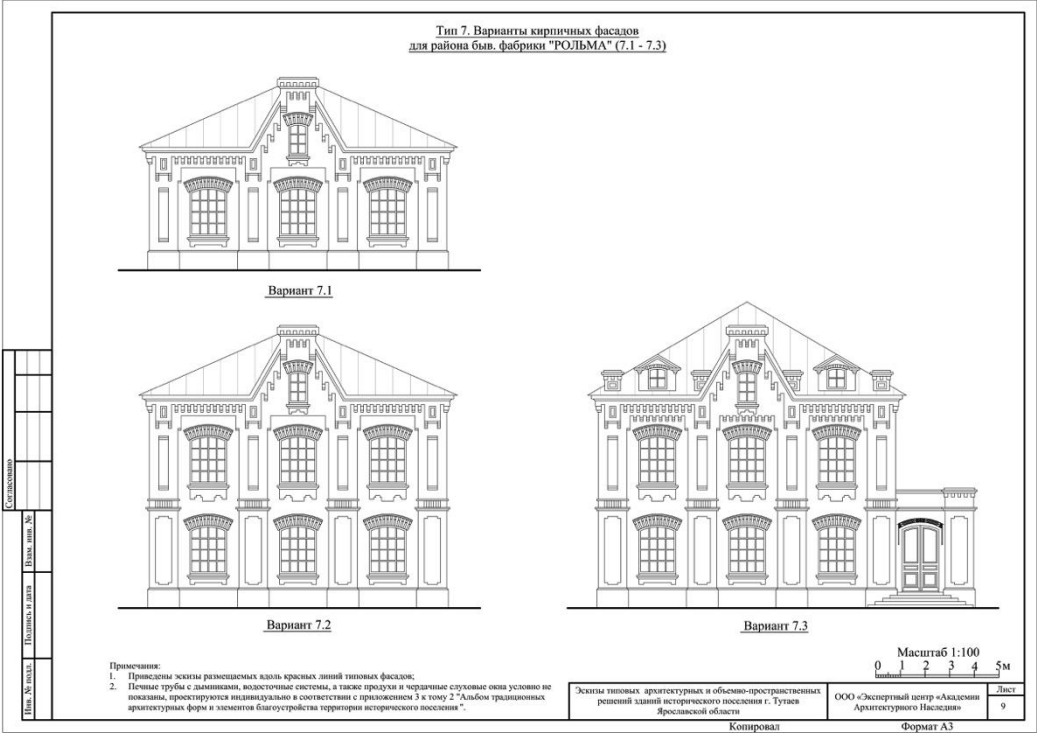 Тип 7. Варианты кирпичных фасадов
для района быв. фабрики "РОЛЬМА" (7.1 - 7.3)
Вариант 7.1
Вариант 7.2
Вариант 7.3
Согласовано
Взам. инв. №
Подпись и дата
Инв. № подл.
Примечания:
1. Приведены эскизы размещаемых вдоль красных линий типовых фасадов;
2. Печные трубы с дымниками, водосточные системы, а также продухи и чердачные слуховые окна условно не
показаны, проектируются индивидуально в соответствии с приложением 3 к тому 2 "Альбом традиционных
архитектурных форм и элементов благоустройства территории исторического поселения ".
Масштаб 1:100
0 1 2 3 4 5м
Эскизы типовых архитектурных и объемно-пространственных
решений зданий исторического поселения г. Тутаев
Ярославской области
ООО «Экспертный центр «Академии
Архитектурного Наследия»
Лист
9
Копировал
Формат А3